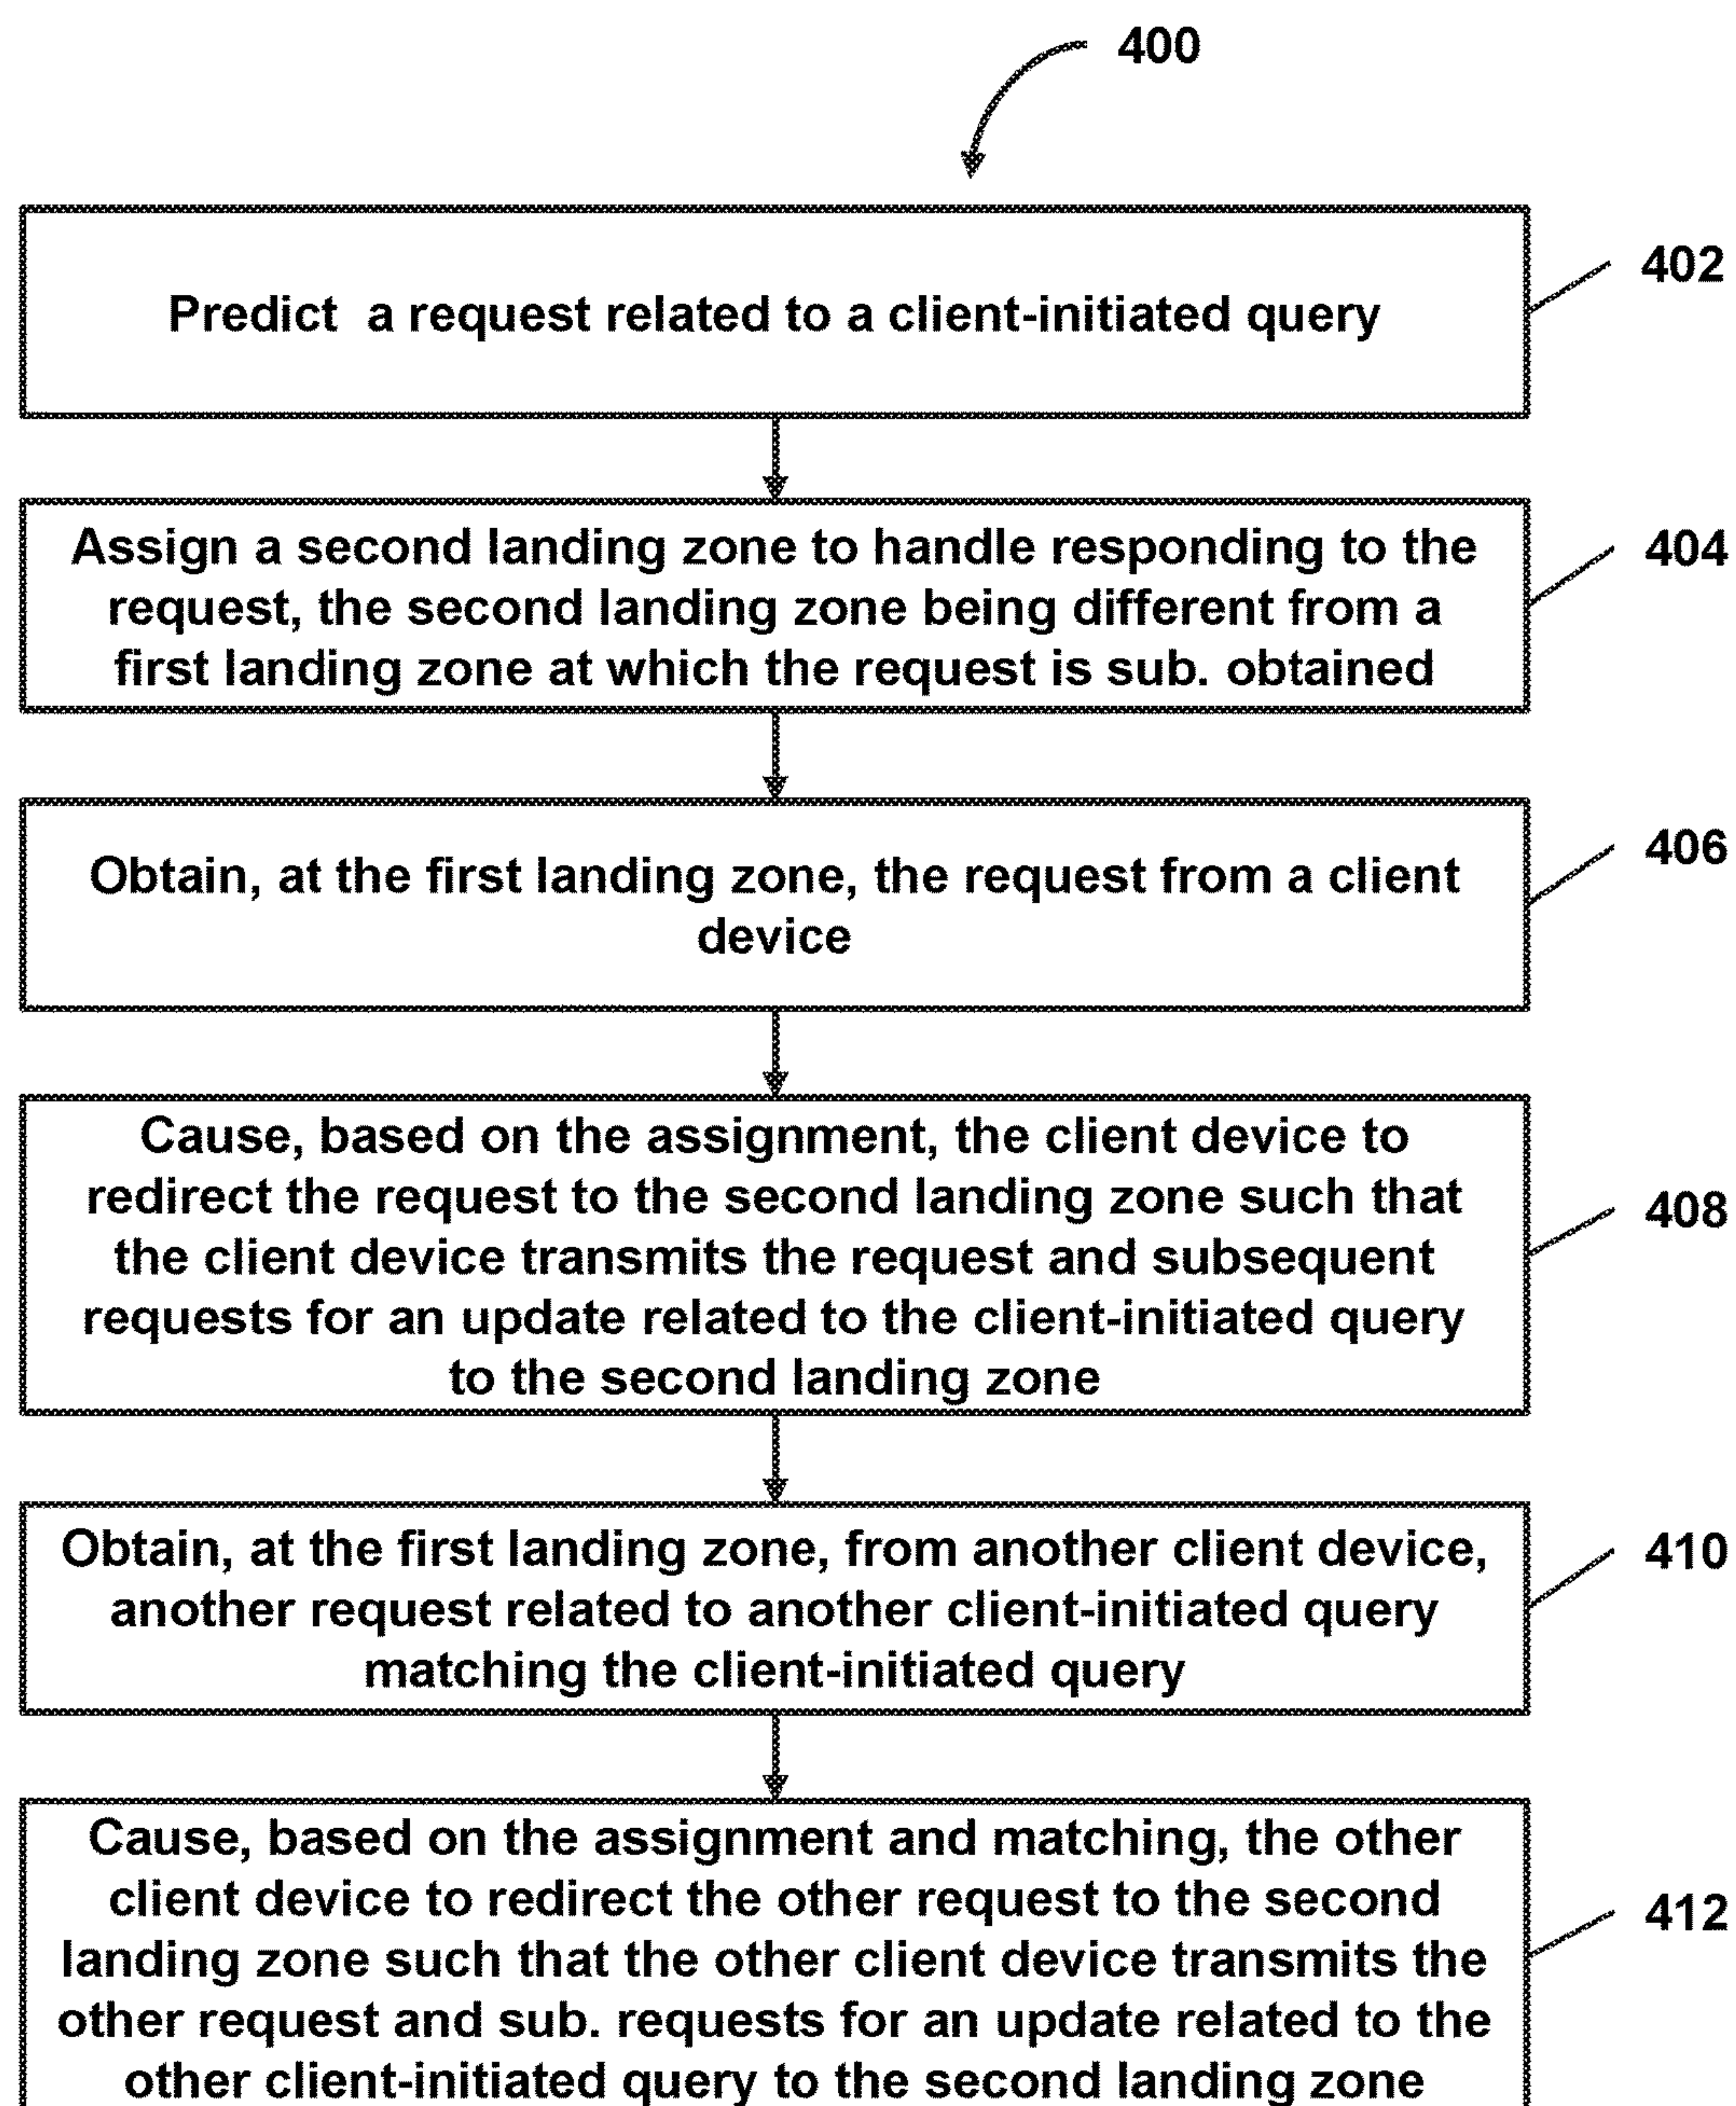 400
Predict a request related to a client-initiated query
402
Assign a second landing zone to handle responding to the
request, the second landing zone being different from a
first landing zone at which the request is sub. obtained
404
Obtain, at the first landing zone, the request from a client
device
406
Cause, based on the assignment, the client device to
redirect the request to the second landing zone such that
the client device transmits the request and subsequent
requests for an update related to the client-initiated query
to the second landing zone
408
Obtain, at the first landing zone, from another client device,
another request related to another client-initiated query
matching the client-initiated query
410
Cause, based on the assignment and matching, the other
client device to redirect the other request to the second
landing zone such that the other client device transmits the
other request and sub. requests for an update related to the
other client-initiated query to the second landing zone
412